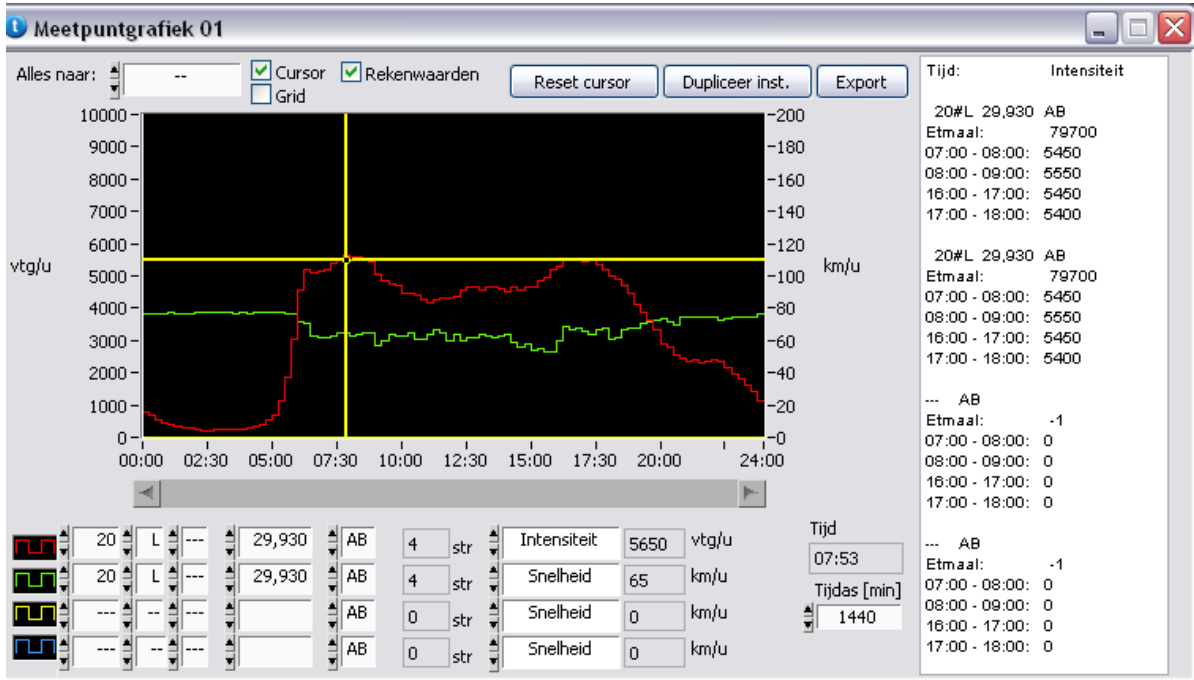 Meetpuntgrafiek 01
Alles naar: -- Cursor Rekenwaarden Reset cursor Dupliceer inst. Export
Grid
10000 200
9000 180
8000 160
7000 140
6000 120
vtg/u km/u
5000 100
4000 80
3000 60
2000 40
1000 20
0 0
00:00 02:30 05:00 07:30 10:00 12:30 15:00 17:30 20:00 24:00
20 L --- 29,930 AB 4 str Intensiteit 5650 vtg/u
20 L --- 29,930 AB 4 str Snelheid 65 km/u
--- -- --- AB 0 str Snelheid 0 km/u
--- -- --- AB 0 str Snelheid 0 km/u
Tijd
07:53
Tijdas [min]
1440
Tijd: Intensiteit
20#L 29,930 AB
Etmaal: 79700
07:00 - 08:00: 5450
08:00 - 09:00: 5550
16:00 - 17:00: 5450
17:00 - 18:00: 5400
20#L 29,930 AB
Etmaal: 79700
07:00 - 08:00: 5450
08:00 - 09:00: 5550
16:00 - 17:00: 5450
17:00 - 18:00: 5400
--- AB
Etmaal: -1
07:00 - 08:00: 0
08:00 - 09:00: 0
16:00 - 17:00: 0
17:00 - 18:00: 0
--- AB
Etmaal: -1
07:00 - 08:00: 0
08:00 - 09:00: 0
16:00 - 17:00: 0
17:00 - 18:00: 0